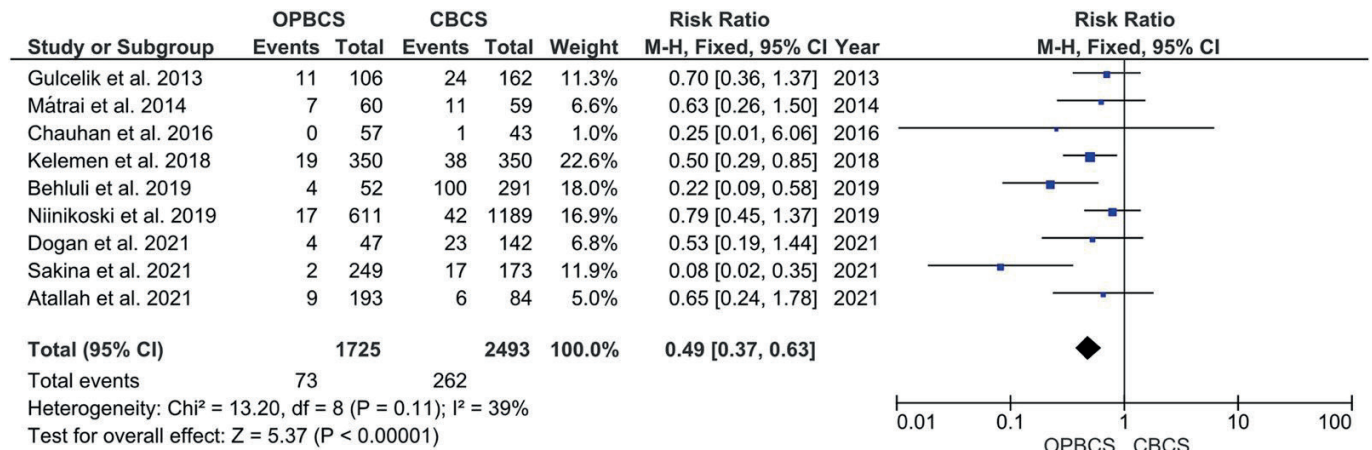 OPBCS CBCS Risk Ratio Risk Ratio
Study or Subgroup Events Total Events Total Weight M-H, Fixed, 95% CI Year M-H, Fixed, 95% CI
Gulcelik et al. 2013 11 106 24 162 11.3% 0.70 [0.36, 1.37] 2013
Mátrai et al. 2014 7 60 11 59 6.6% 0.63 [0.26, 1.50] 2014
Chauhan et al. 2016 0 57 1 43 1.0% 0.25 [0.01, 6.06] 2016
Kelemen et al. 2018 19 350 38 350 22.6% 0.50 [0.29, 0.85] 2018
Behluli et al. 2019 4 52 100 291 18.0% 0.22 [0.09, 0.58] 2019
Niinikoski et al. 2019 17 611 42 1189 16.9% 0.79 [0.45, 1.37] 2019
Dogan et al. 2021 4 47 23 142 6.8% 0.53 [0.19, 1.44] 2021
Sakina et al. 2021 2 249 17 173 11.9% 0.08 [0.02, 0.35] 2021
Atallah et al. 2021 9 193 6 84 5.0% 0.65 [0.24, 1.78] 2021
Total (95% CI) 1725 2493 100.0% 0.49 [0.37, 0.63]
Total events 73 262
Heterogeneity: Chi² = 13.20, df = 8 (P = 0.11); I² = 39%
Test for overall effect: Z = 5.37 (P < 0.00001)
0.01 0.1 1 10 100
OPBCS CBCS